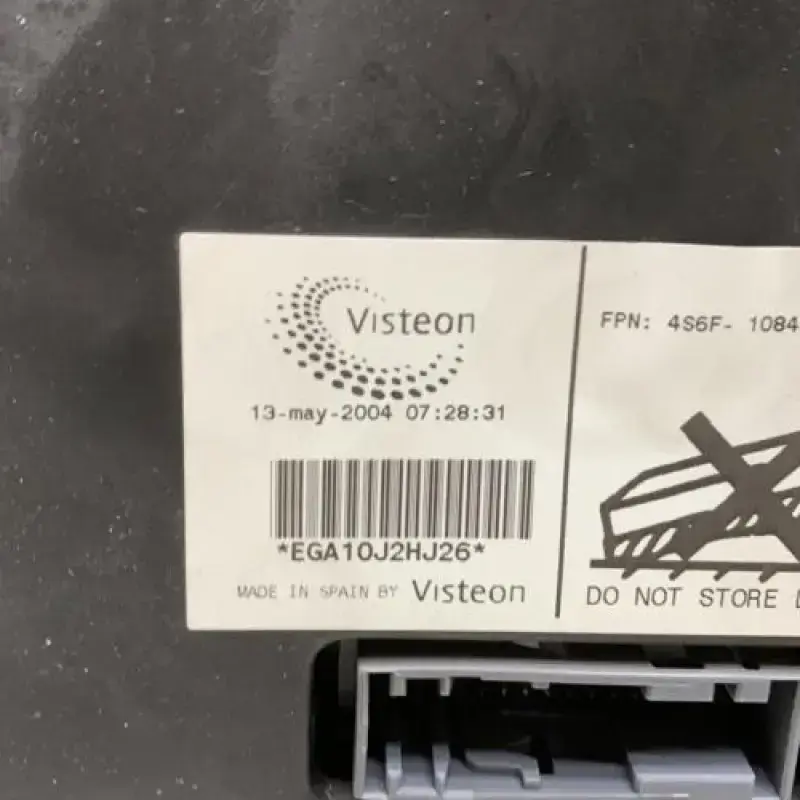 Visteon
13-may-2004 07:28:31
*EGA10J2HJ26*
MADE IN SPAIN BY Visteon
FPN: 4S6F- 1084
DO NOT STORE